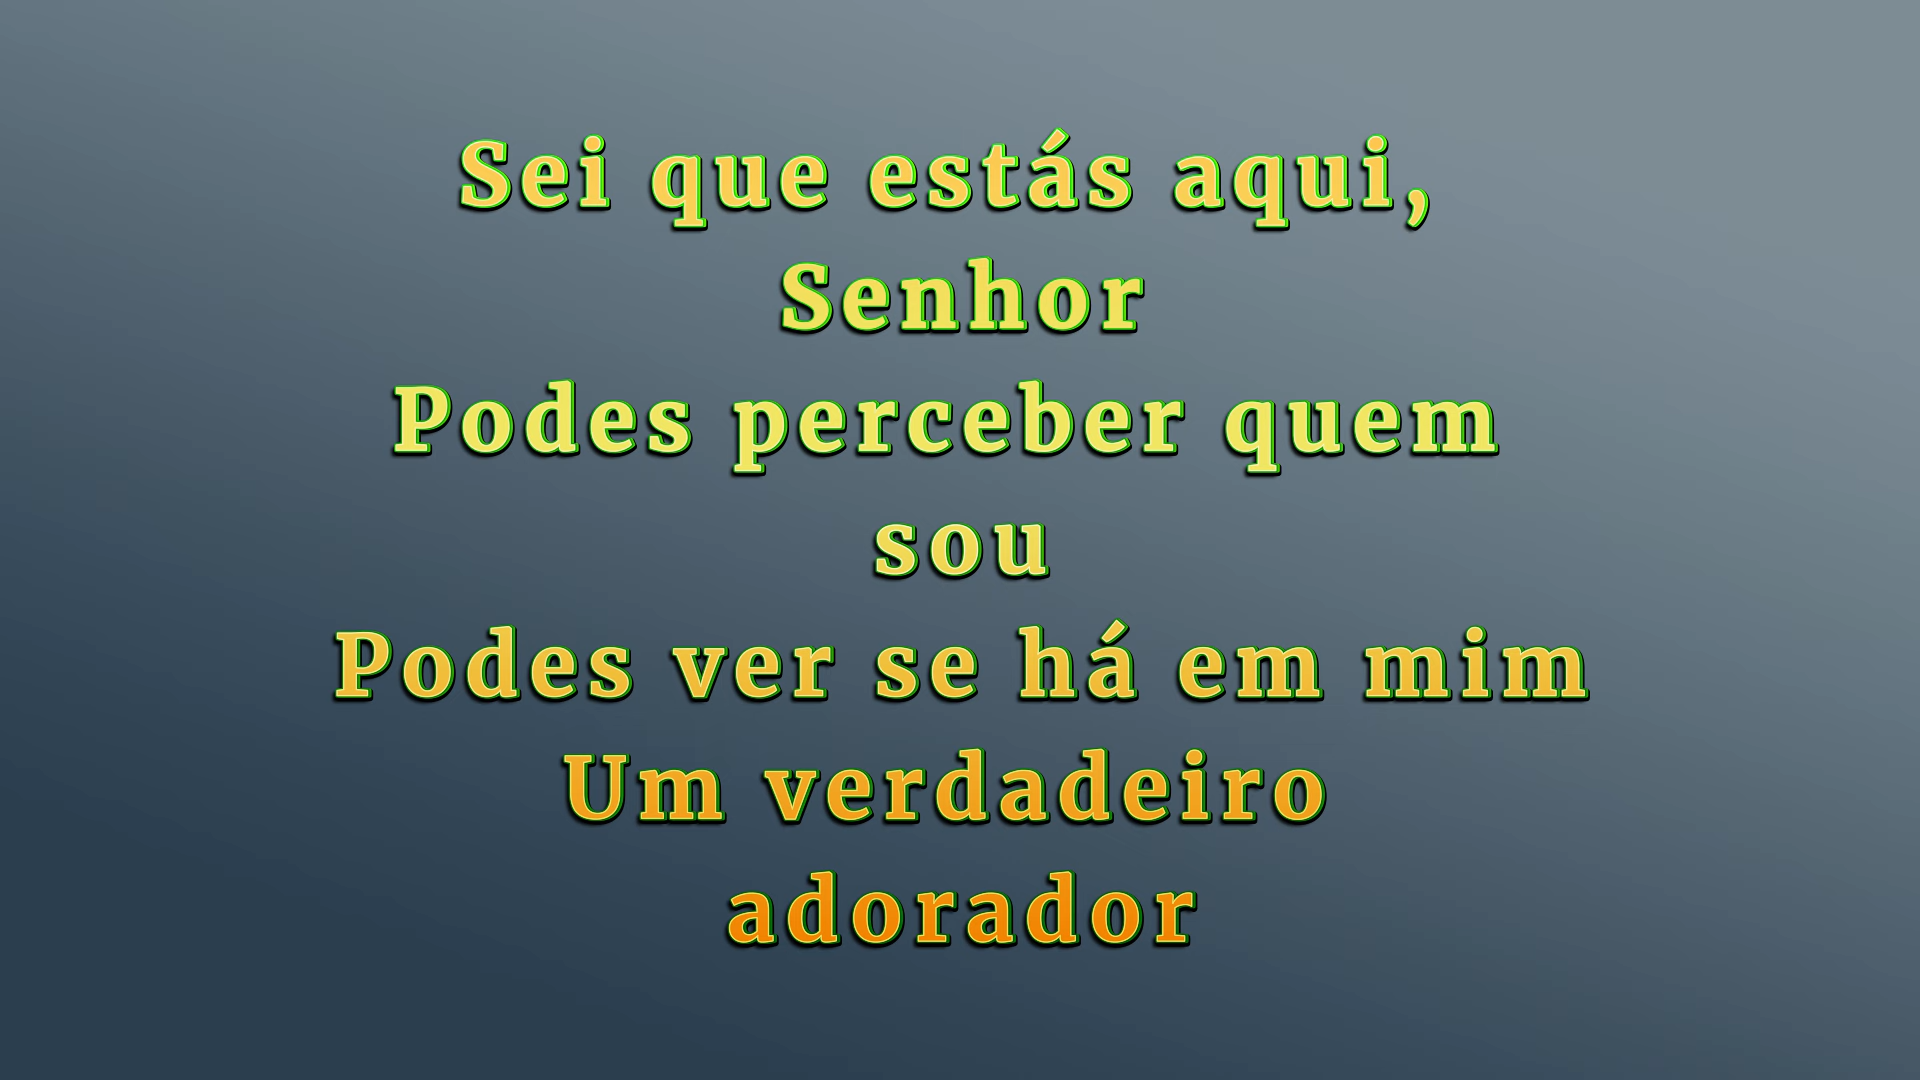 Sei que estás aqui,
Senhor
Podes perceber quem
sou
Podes ver se há em mim
Um verdadeiro
adorador